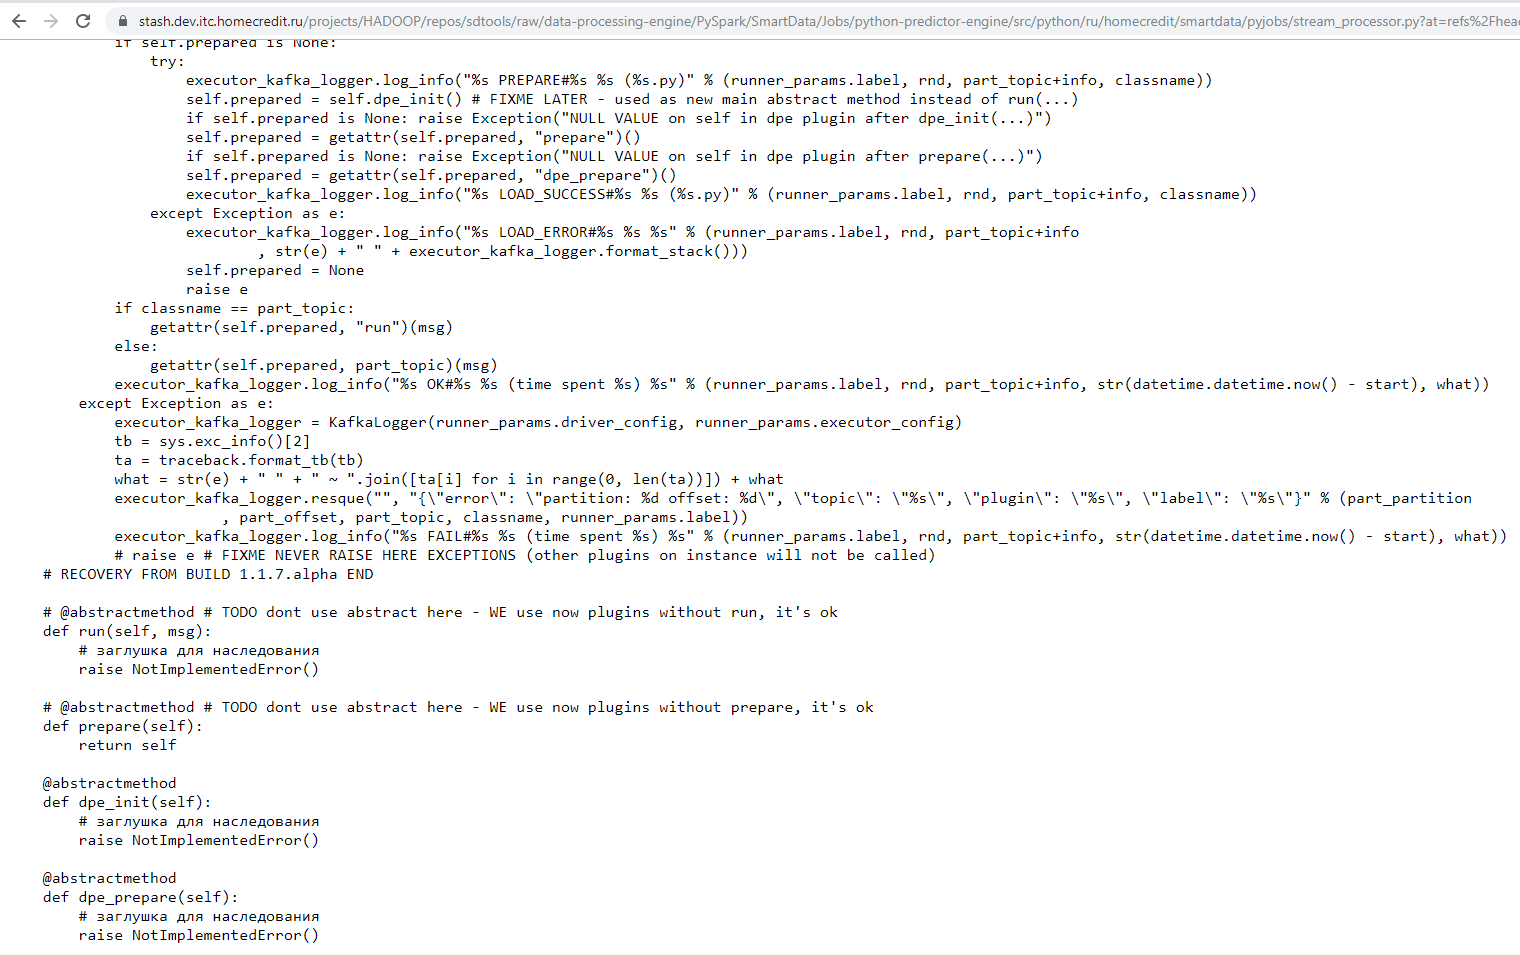 stash.dev.itc.homecredit.ru/projects/HADOOP/repos/sdtools/raw/data-processing-engine/PySpark/SmartData/Jobs/python-predictor-engine/src/python/ru/homecredit/smartdata/pyjobs/stream_processor.py?at=refs%2Fhead
if self.prepared is None:
try:
executor_kafka_logger.log_info("%s PREPARE#%s %s (%s.py)" % (runner_params.label, rnd, part_topic+info, classname))
self.prepared = self.dpe_init() # FIXME LATER - used as new main abstract method instead of run(...)
if self.prepared is None: raise Exception("NULL VALUE on self in dpe plugin after dpe_init(...)")
self.prepared = getattr(self.prepared, "prepare")()
if self.prepared is None: raise Exception("NULL VALUE on self in dpe plugin after prepare(...)")
self.prepared = getattr(self.prepared, "dpe_prepare")()
executor_kafka_logger.log_info("%s LOAD_SUCCESS#%s %s (%s.py)" % (runner_params.label, rnd, part_topic+info, classname))
except Exception as e:
executor_kafka_logger.log_info("%s LOAD_ERROR#%s %s %s" % (runner_params.label, rnd, part_topic+info
, str(e) + " " + executor_kafka_logger.format_stack()))
self.prepared = None
raise e
if classname == part_topic:
getattr(self.prepared, "run")(msg)
else:
getattr(self.prepared, part_topic)(msg)
executor_kafka_logger.log_info("%s OK#%s %s (time spent %s) %s" % (runner_params.label, rnd, part_topic+info, str(datetime.datetime.now() - start), what))
except Exception as e:
executor_kafka_logger = KafkaLogger(runner_params.driver_config, runner_params.executor_config)
tb = sys.exc_info()[2]
ta = traceback.format_tb(tb)
what = str(e) + " " + " ~ ".join([ta[i] for i in range(0, len(ta))]) + what
executor_kafka_logger.resque("", "{\"error\": \"partition: %d offset: %d\", \"topic\": \"%s\", \"plugin\": \"%s\", \"label\": \"%s\"}" % (part_partition
, part_offset, part_topic, classname, runner_params.label))
executor_kafka_logger.log_info("%s FAIL#%s %s (time spent %s) %s" % (runner_params.label, rnd, part_topic+info, str(datetime.datetime.now() - start), what))
# raise e # FIXME NEVER RAISE HERE EXCEPTIONS (other plugins on instance will not be called)
# RECOVERY FROM BUILD 1.1.7.alpha END
# @abstractmethod # TODO dont use abstract here - WE use now plugins without run, it's ok
def run(self, msg):
# заглушка для наследования
raise NotImplementedError()
# @abstractmethod # TODO dont use abstract here - WE use now plugins without prepare, it's ok
def prepare(self):
return self
@abstractmethod
def dpe_init(self):
# заглушка для наследования
raise NotImplementedError()
@abstractmethod
def dpe_prepare(self):
# заглушка для наследования
raise NotImplementedError()